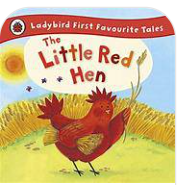 Ladybird First Favourite Tales
The
Little Red
Hen